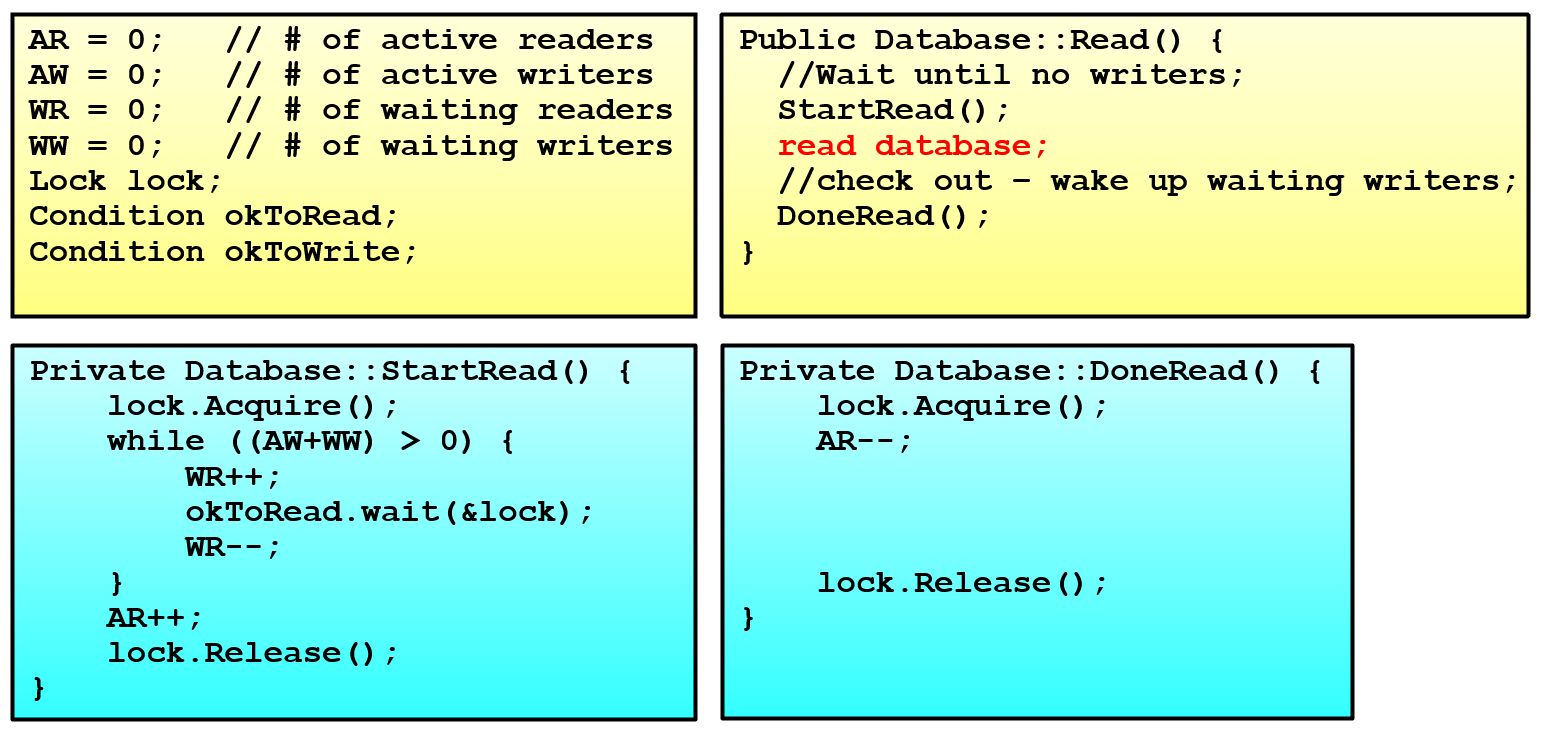 AR = 0;   // # of active readers
AW = 0;   // # of active writers
WR = 0;   // # of waiting readers
WW = 0;   // # of waiting writers
Lock lock;
Condition okToRead;
Condition okToWrite;
Public Database::Read() {
  //Wait until no writers;
  StartRead();
  read database;
  //check out – wake up waiting writers;
  DoneRead();
}
Private Database::StartRead() {
    lock.Acquire();
    while ((AW+WW) > 0) {
        WR++;
        okToRead.wait(&lock);
        WR--;
    }
    AR++;
    lock.Release();
}
Private Database::DoneRead() {
    lock.Acquire();
    AR--;
    lock.Release();
}